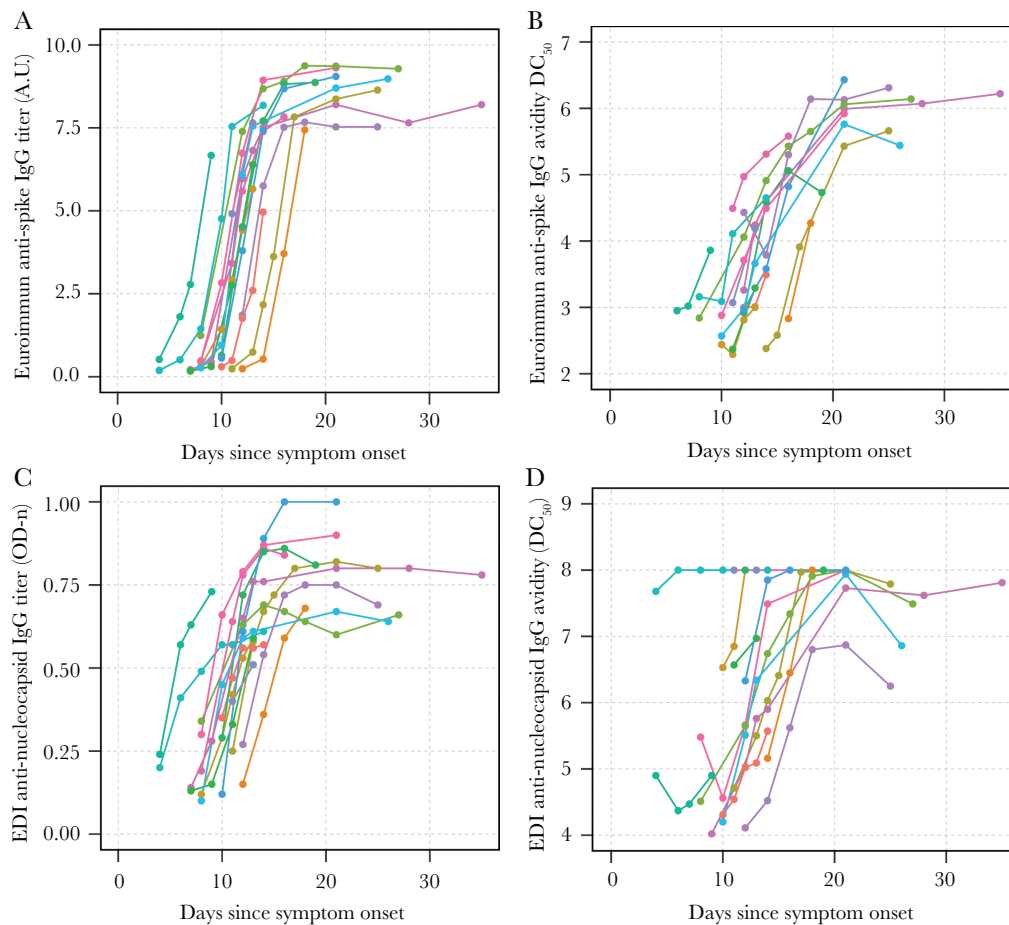 A
Euroimmun anti-spike IgG titer (A.U.)
10.0
7.5
5.0
2.5
0.0
0 10 20 30
Days since symptom onset
B
Euroimmun anti-spike IgG avidity DC50
7
6
5
4
3
2
0 10 20 30
Days since symptom onset
C
EDI anti-nucleocapsid IgG titer (OD-n)
1.00
0.75
0.50
0.25
0.00
0 10 20 30
Days since symptom onset
D
EDI anti-nucleocapsid IgG avidity (DC50)
9
8
7
6
5
4
0 10 20 30
Days since symptom onset